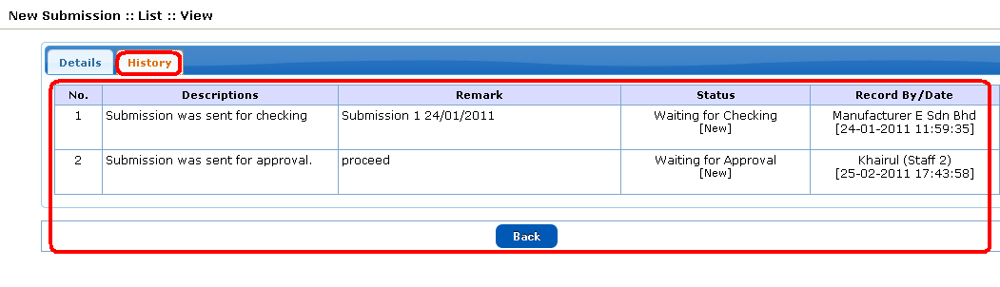 New Submission :: List :: View
Details History
No. Descriptions Remark Status Record By/Date
1 Submission was sent for checking Submission 1 24/01/2011 Waiting for Checking Manufacturer E Sdn Bhd
[New] [24-01-2011 11:59:35]
2 Submission was sent for approval. proceed Waiting for Approval Khairul (Staff 2)
[New] [25-02-2011 17:43:58]
Back